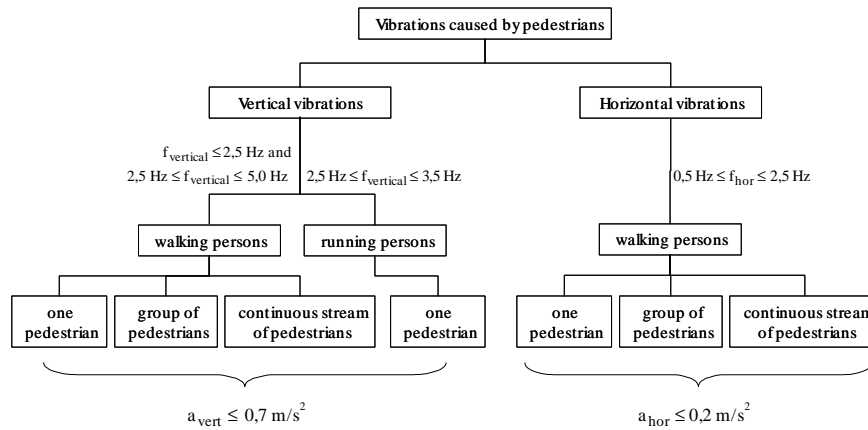 Vibrations caused by pedestrians
Vertical vibrations
Horizontal vibrations
f_vertical ≤ 2,5 Hz and
2,5 Hz ≤ f_vertical ≤ 5,0 Hz
2,5 Hz ≤ f_vertical ≤ 3,5 Hz
0,5 Hz ≤ f_hor ≤ 2,5 Hz
walking persons
running persons
walking persons
one
pedestrian
group of
pedestrians
continuous stream
of pedestrians
one
pedestrian
one
pedestrian
group of
pedestrians
continuous stream
of pedestrians
a_vert ≤ 0,7 m/s²
a_hor ≤ 0,2 m/s²